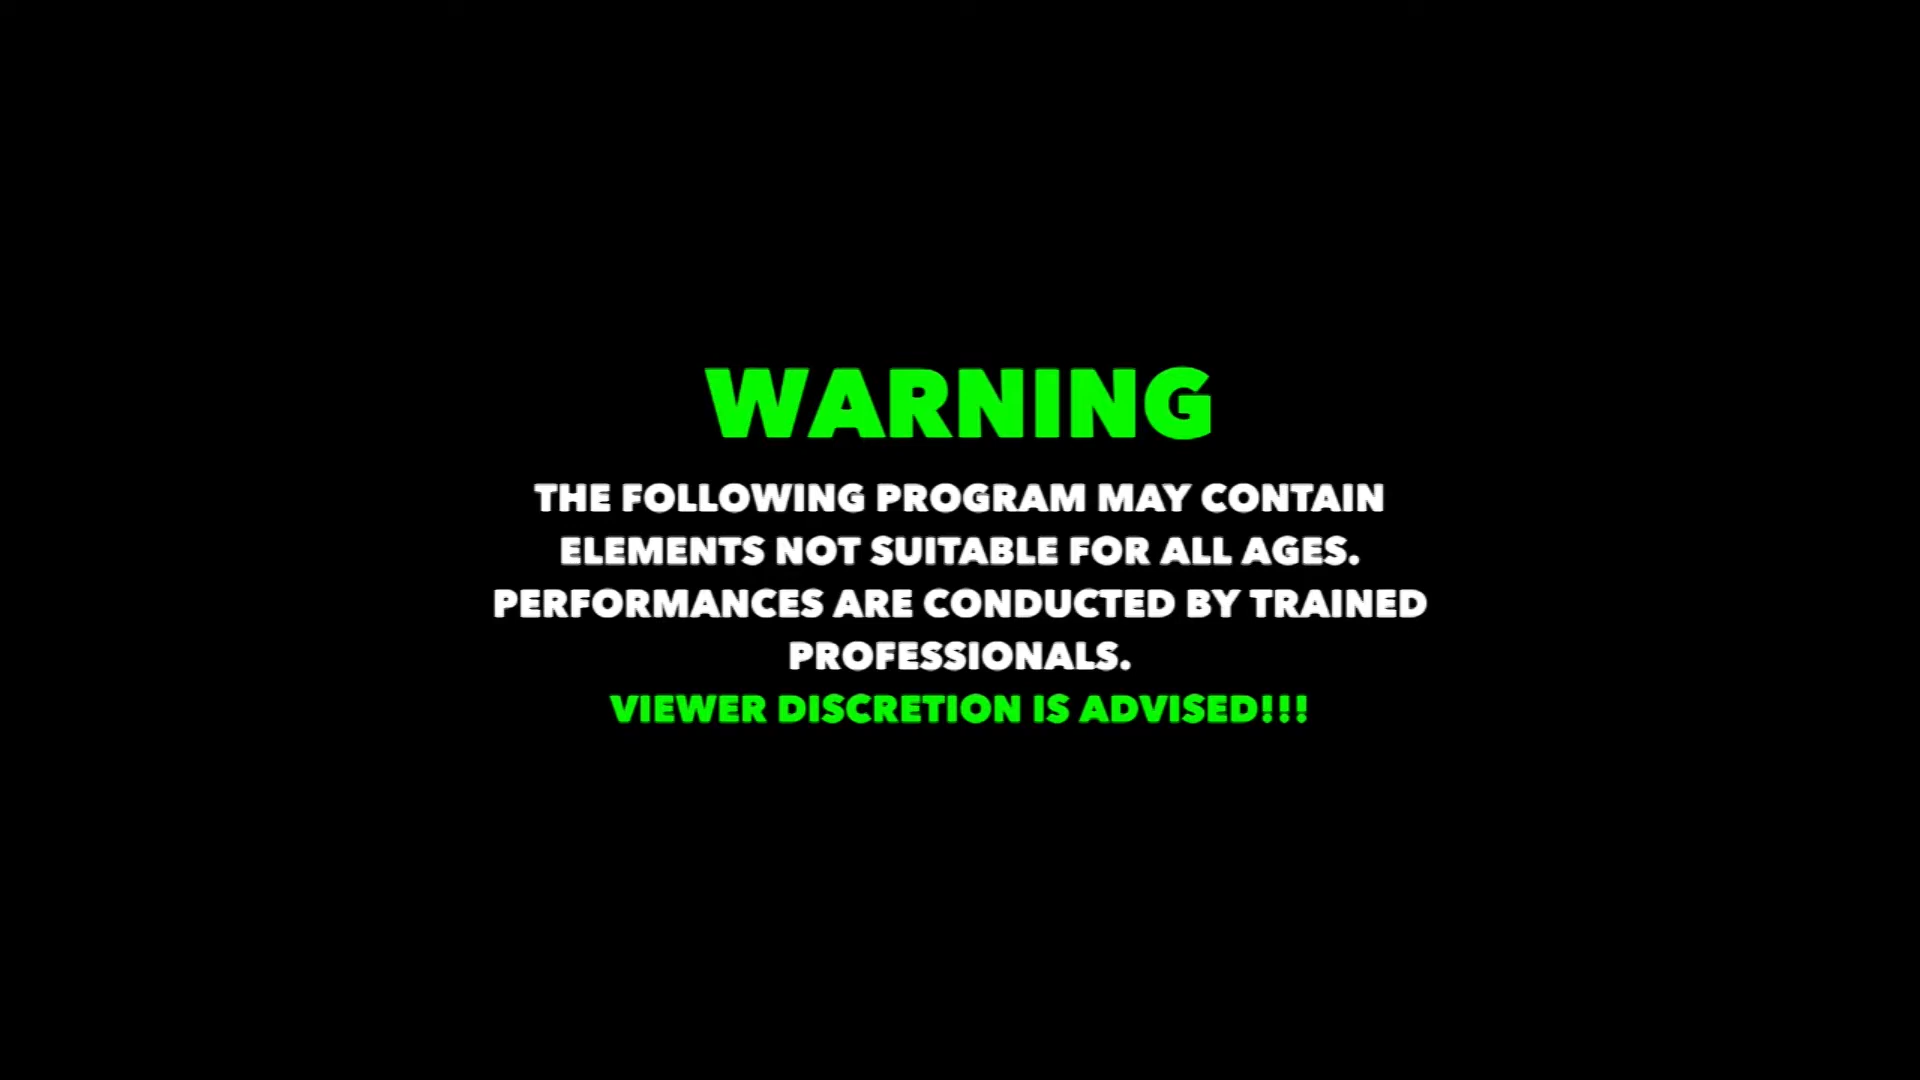 WARNING
THE FOLLOWING PROGRAM MAY CONTAIN
ELEMENTS NOT SUITABLE FOR ALL AGES.
PERFORMANCES ARE CONDUCTED BY TRAINED
PROFESSIONALS.
VIEWER DISCRETION IS ADVISED!!!